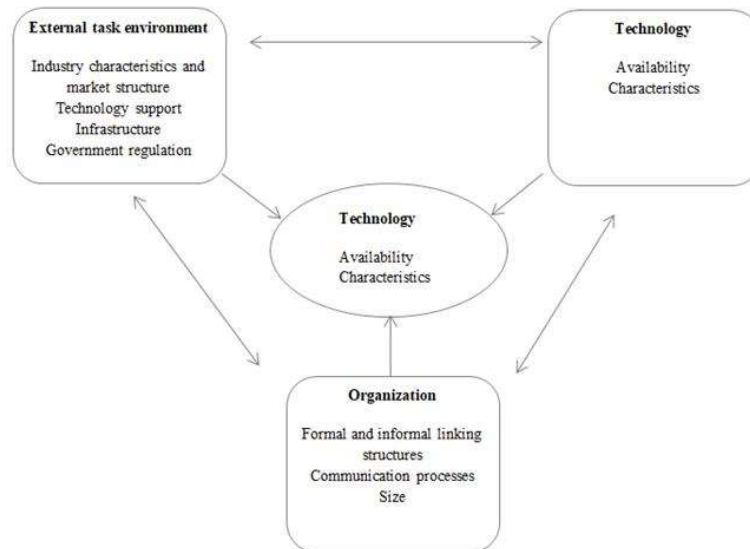 External task environment
Industry characteristics and
market structure
Technology support
Infrastructure
Government regulation
Technology
Availability
Characteristics
Technology
Availability
Characteristics
Organization
Formal and informal linking
structures
Communication processes
Size